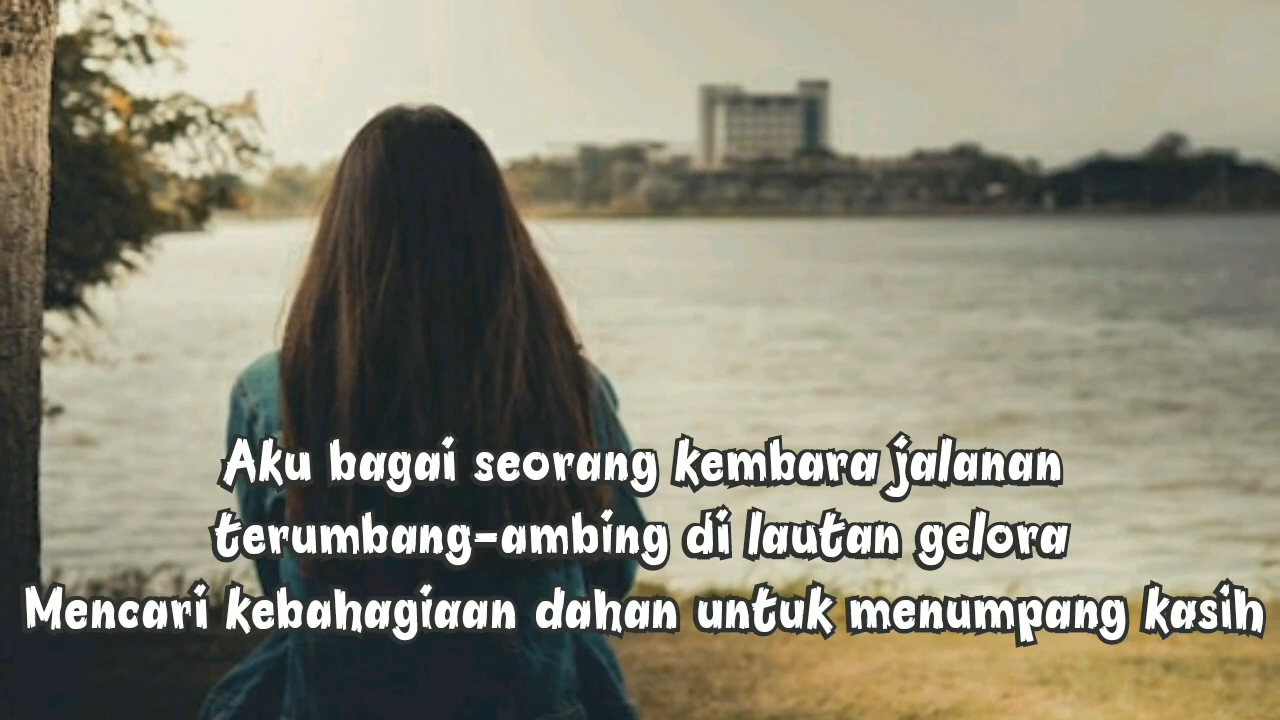 Aku bagai seorang kembara jalanan
terumbang-ambing di lautan gelora
Mencari kebahagiaan dahan untuk menumpang kasih